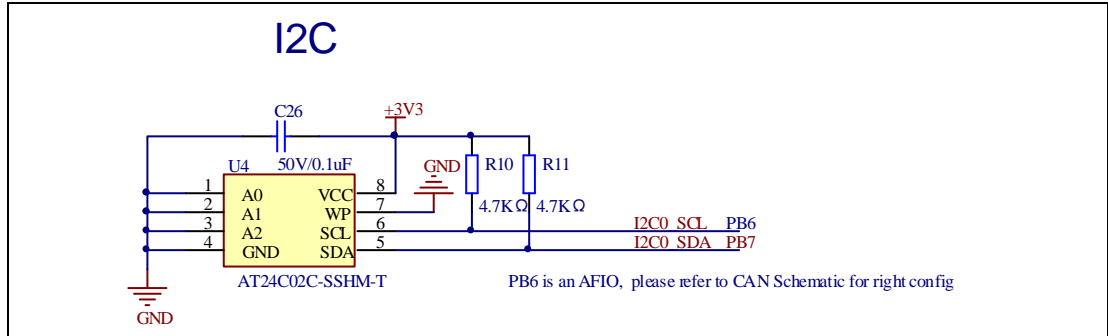 I2C
C26
+3V3
U4
50V/0.1uF
GND
R10
R11
1
A0
VCC
8
2
A1
WP
7
4.7KΩ
4.7KΩ
3
A2
SCL
6
I2C0_SCL
PB6
4
GND
SDA
5
I2C0_SDA
PB7
AT24C02C-SSHM-T
PB6 is an AFIO, please refer to CAN Schematic for right config
GND